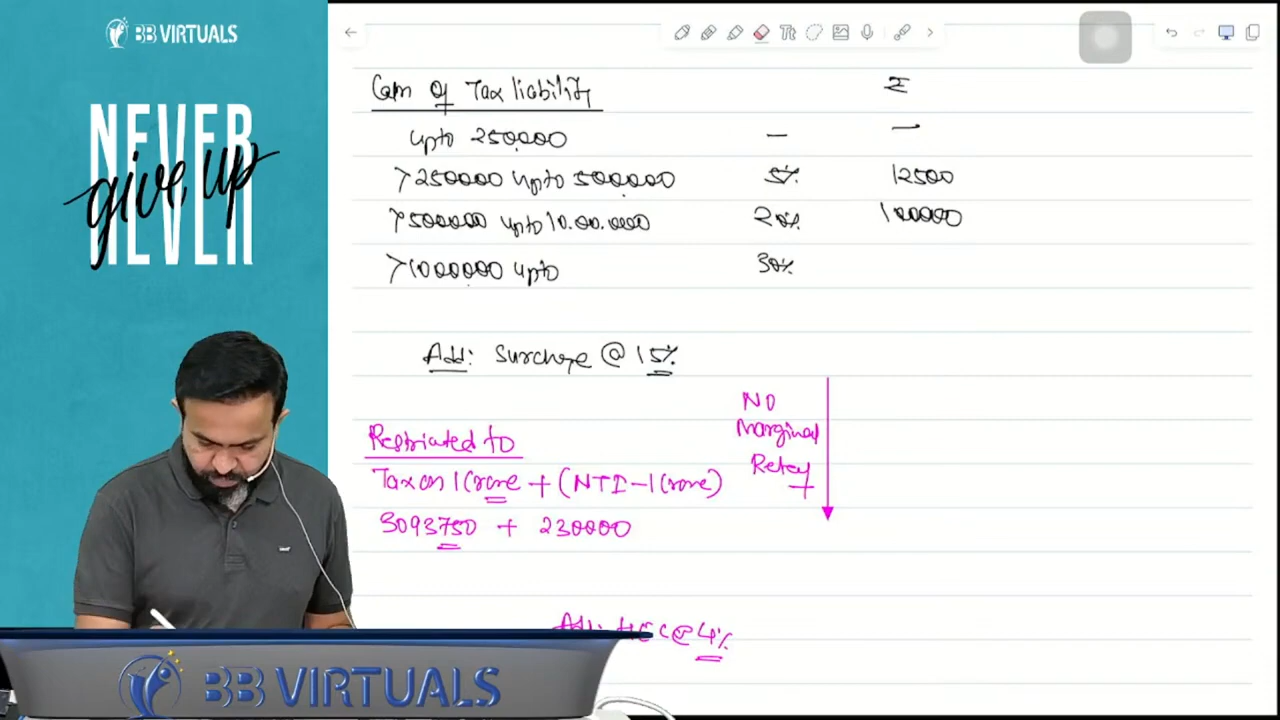 BB VIRTUALS
NEVER
give up
NEVER
Com Of Tax liability ₹
upto 250000 — —
>250000 upto 500000 5% 12500
>500000 upto 10.00.000 20% 100000
>1000000 upto 30%
Add: Surcharge @ 15%
NO
Marginal
Relief
Restricted to
Tax on 1 Crore + (NTI - 1 Crore)
3093750 + 230000
Add: HEC @ 4%
BB VIRTUALS